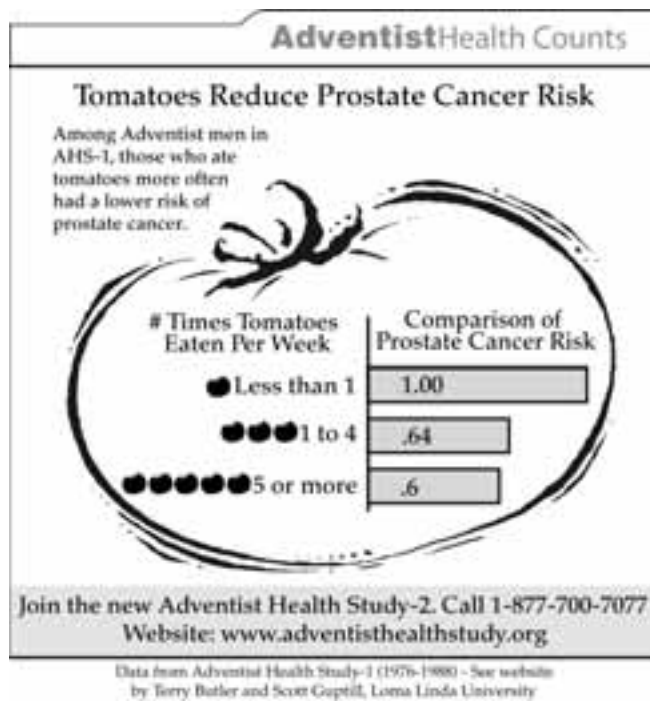 AdventistHealth Counts
Tomatoes Reduce Prostate Cancer Risk
Among Adventist men in
AHS-1, those who ate
tomatoes more often
had a lower risk of
prostate cancer.
# Times Tomatoes
Eaten Per Week
Comparison of
Prostate Cancer Risk
Less than 1
1.00
1 to 4
.64
5 or more
.6
Join the new Adventist Health Study-2. Call 1-877-700-7077
Website: www.adventisthealthstudy.org
Data from Adventist Health Study-1 (1976-1988) - See website
by Terry Butler and Scott Guptill, Loma Linda University